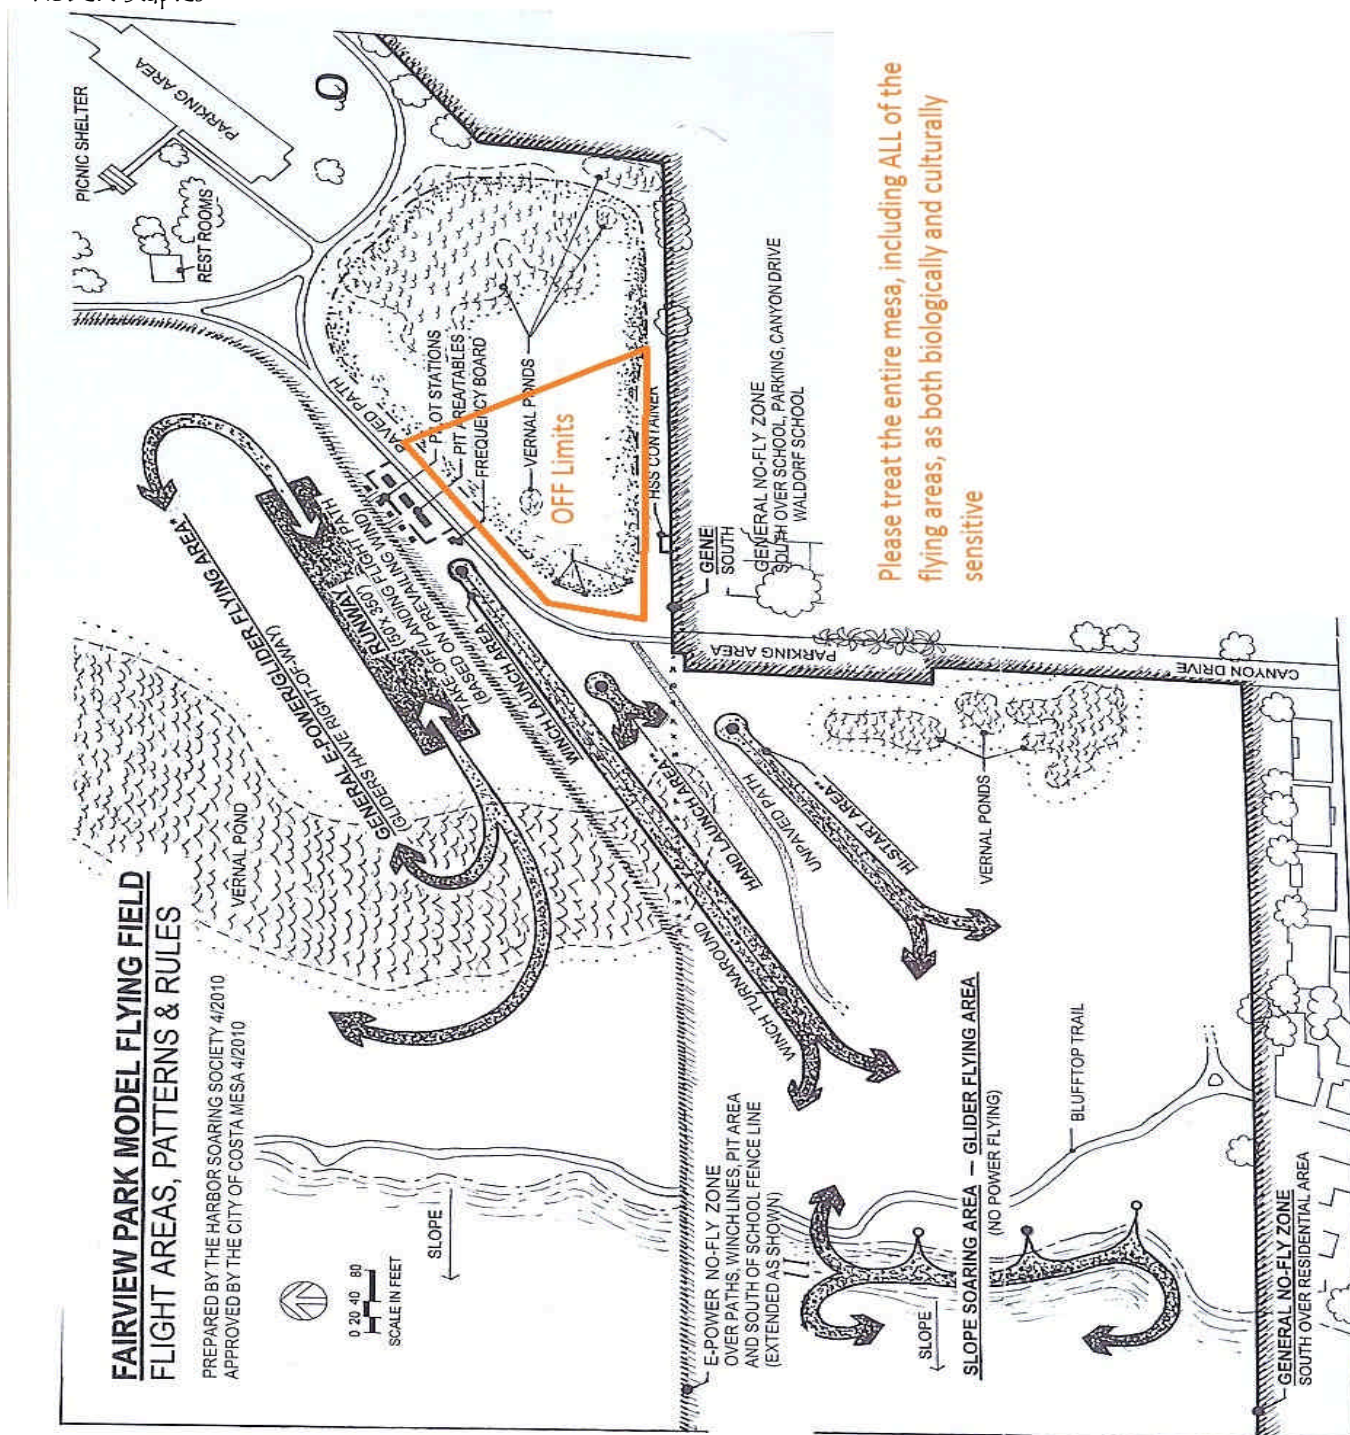 FAIRVIEW PARK MODEL FLYING FIELD
FLIGHT AREAS, PATTERNS & RULES
PREPARED BY THE HARBOR SOARING SOCIETY 4/2010
APPROVED BY THE CITY OF COSTA MESA 4/2010
0 20 40 80
SCALE IN FEET
SLOPE
VERNAL POND
GENERAL E-POWER/GLIDER FLYING AREA*
(GLIDERS HAVE RIGHT-OF-WAY)
RUNWAY (50' x 350')
TAKE-OFF/LANDING FLIGHT PATH
(BASED ON PREVAILING WIND)
WINCH LAUNCH AREA
WINCH TURNAROUND
HAND LAUNCH AREA**
UNPAVED PATH
HI-START AREA**
PICNIC SHELTER
PARKING AREA
REST ROOMS
PAVED PATH
PILOT STATIONS
PIT AREA/TABLES
FREQUENCY BOARD
VERNAL PONDS
OFF Limits
HSS CONTAINER
GENE
SOUTH
GENERAL NO-FLY ZONE
SOUTH OVER SCHOOL, PARKING, CANYON DRIVE
WALDORF SCHOOL
PARKING AREA
CANYON DRIVE
VERNAL PONDS
E-POWER NO-FLY ZONE
OVER PATHS, WINCH LINES, PIT AREA
AND SOUTH OF SCHOOL FENCE LINE
(EXTENDED AS SHOWN)
SLOPE
SLOPE SOARING AREA — GLIDER FLYING AREA
(NO POWER FLYING)
BLUFFTOP TRAIL
GENERAL NO-FLY ZONE
SOUTH OVER RESIDENTIAL AREA
Please treat the entire mesa, including ALL of the
flying areas, as both biologically and culturally
sensitive